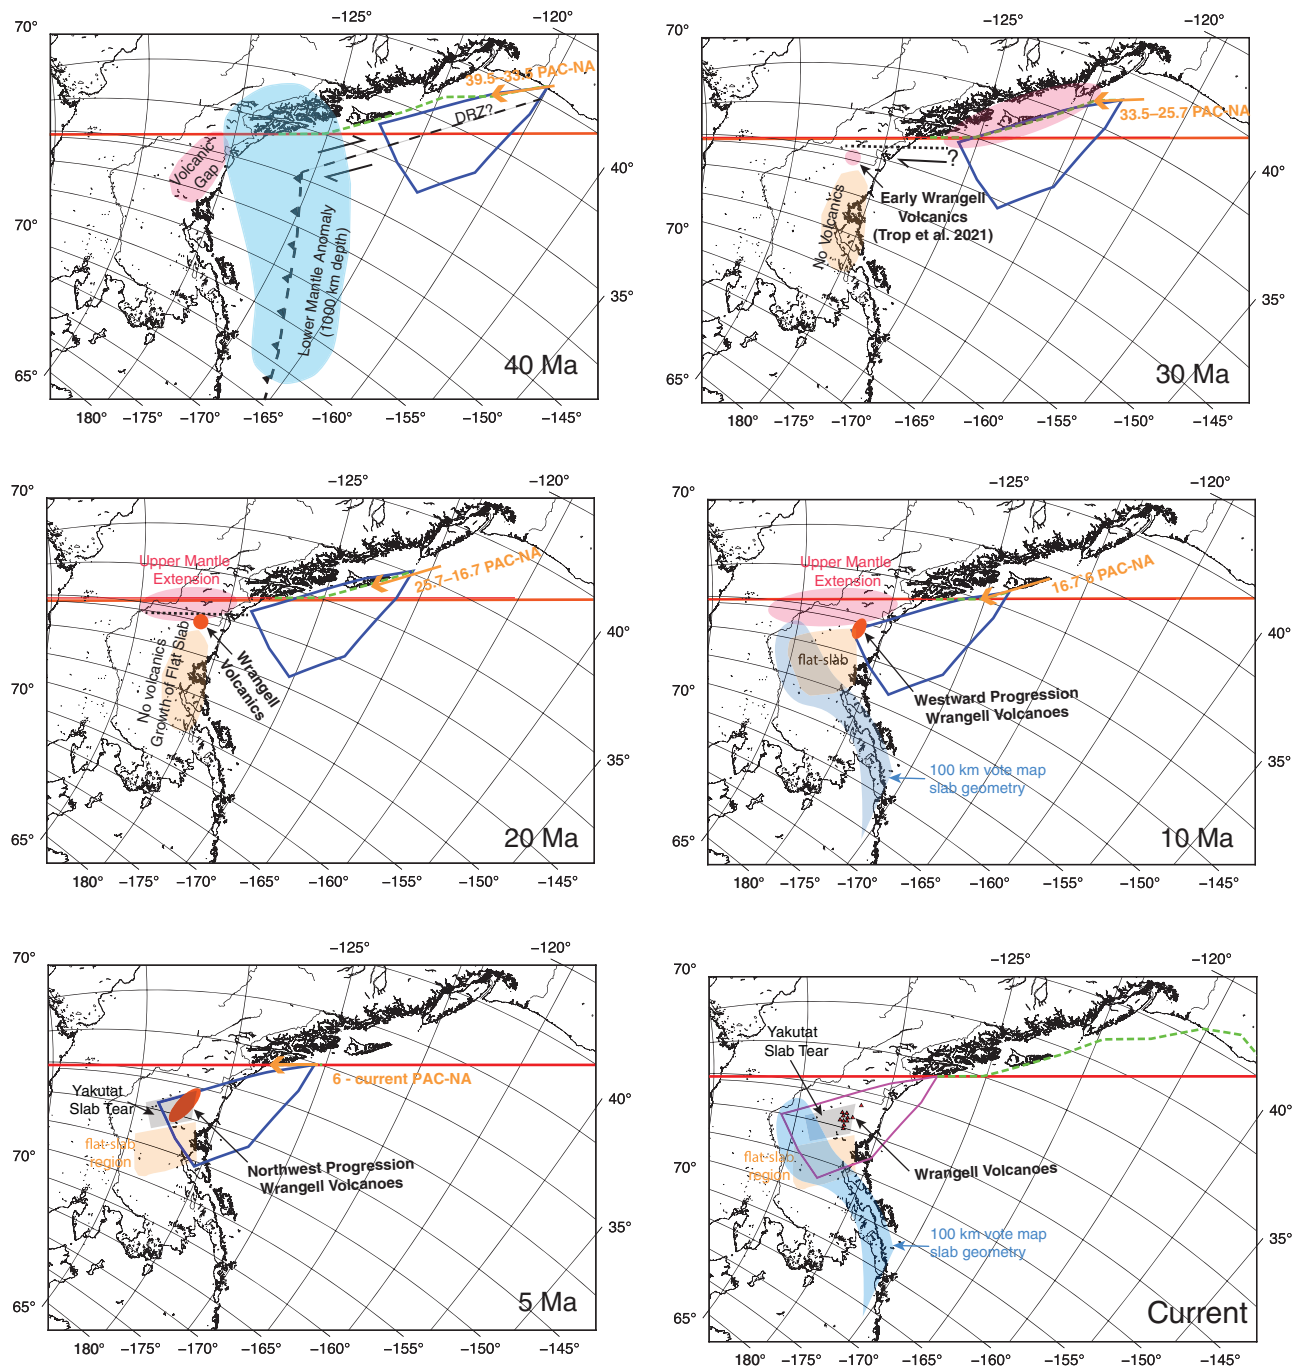 70°
−125°
−120°
39.5–33.5 PAC-NA
DRZ?
Volcanic
Gap
Lower Mantle Anomaly
(1000 km depth)
40°
70°
35°
65°
40 Ma
180°
−170°
−165°
−160°
−155°
−150°
−145°
70°
−125°
−120°
33.5–25.7 PAC-NA
?
Early Wrangell
Volcanics
(Trop et al. 2021)
No Volcanics
40°
70°
35°
65°
30 Ma
180°
−170°
−165°
−160°
−155°
−150°
−145°
70°
−125°
−120°
Upper Mantle
Extension
25.7–16.7 PAC-NA
No volcanics
Growth of Flat Slab
Wrangell
Volcanics
40°
70°
35°
65°
20 Ma
180°
−170°
−165°
−160°
−155°
−150°
−145°
70°
−125°
−120°
Upper Mantle
Extension
16.7-6 PAC-NA
flat-slab
Westward Progression
Wrangell Volcanoes
100 km vote map
slab geometry
40°
70°
35°
65°
10 Ma
180°
−170°
−165°
−160°
−155°
−150°
−145°
70°
−125°
−120°
6 - current PAC-NA
Yakutat
Slab Tear
flat-slab
region
Northwest Progression
Wrangell Volcanoes
40°
70°
35°
65°
5 Ma
180°
−170°
−165°
−160°
−155°
−150°
−145°
70°
−125°
−120°
Yakutat
Slab Tear
flat-slab
region
Wrangell Volcanoes
100 km vote map
slab geometry
40°
70°
35°
65°
Current
180°
−170°
−165°
−160°
−155°
−150°
−145°